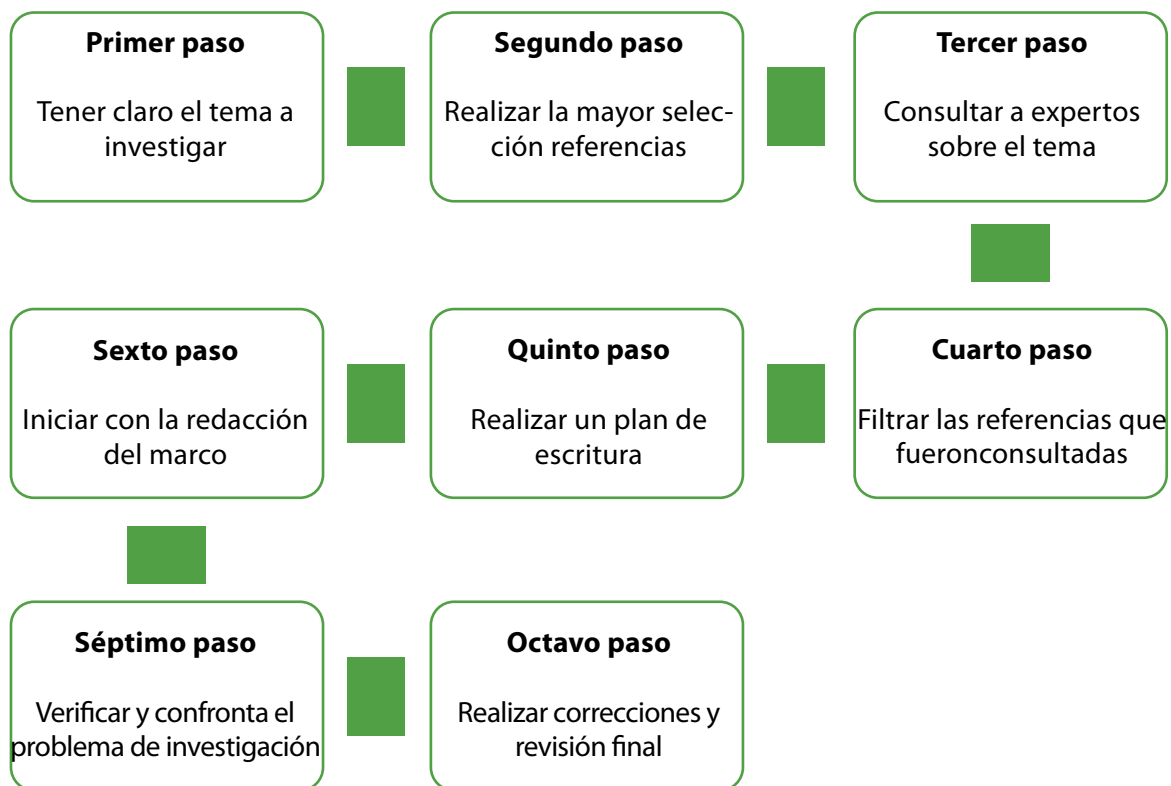 Primer paso
Tener claro el tema a
investigar
Segundo paso
Realizar la mayor selec-
ción referencias
Tercer paso
Consultar a expertos
sobre el tema
Cuarto paso
Filtrar las referencias que
fueronconsultadas
Quinto paso
Realizar un plan de
escritura
Sexto paso
Iniciar con la redacción
del marco
Séptimo paso
Verificar y confronta el
problema de investigación
Octavo paso
Realizar correcciones y
revisión final